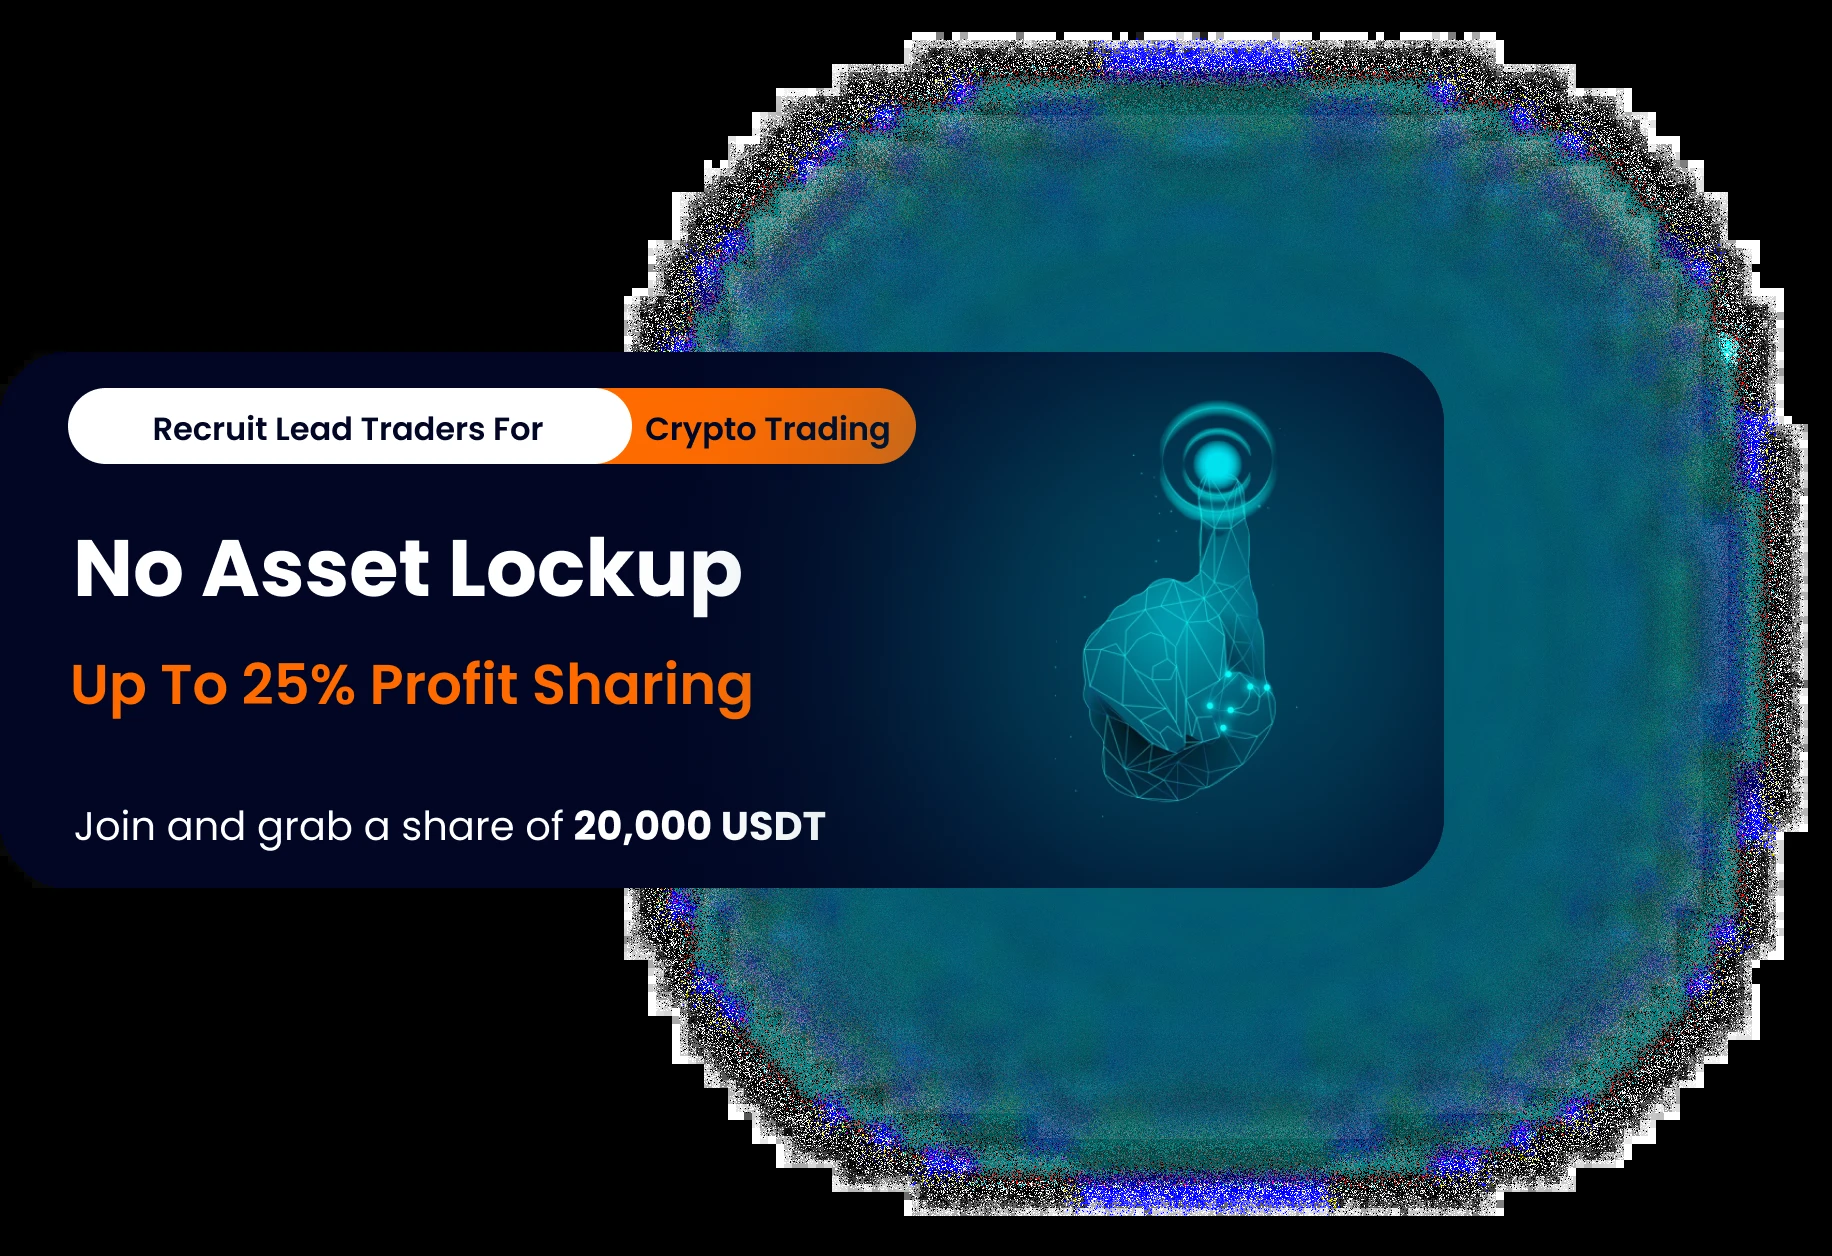 Recruit Lead Traders For Crypto Trading
No Asset Lockup
Up To 25% Profit Sharing
Join and grab a share of 20,000 USDT